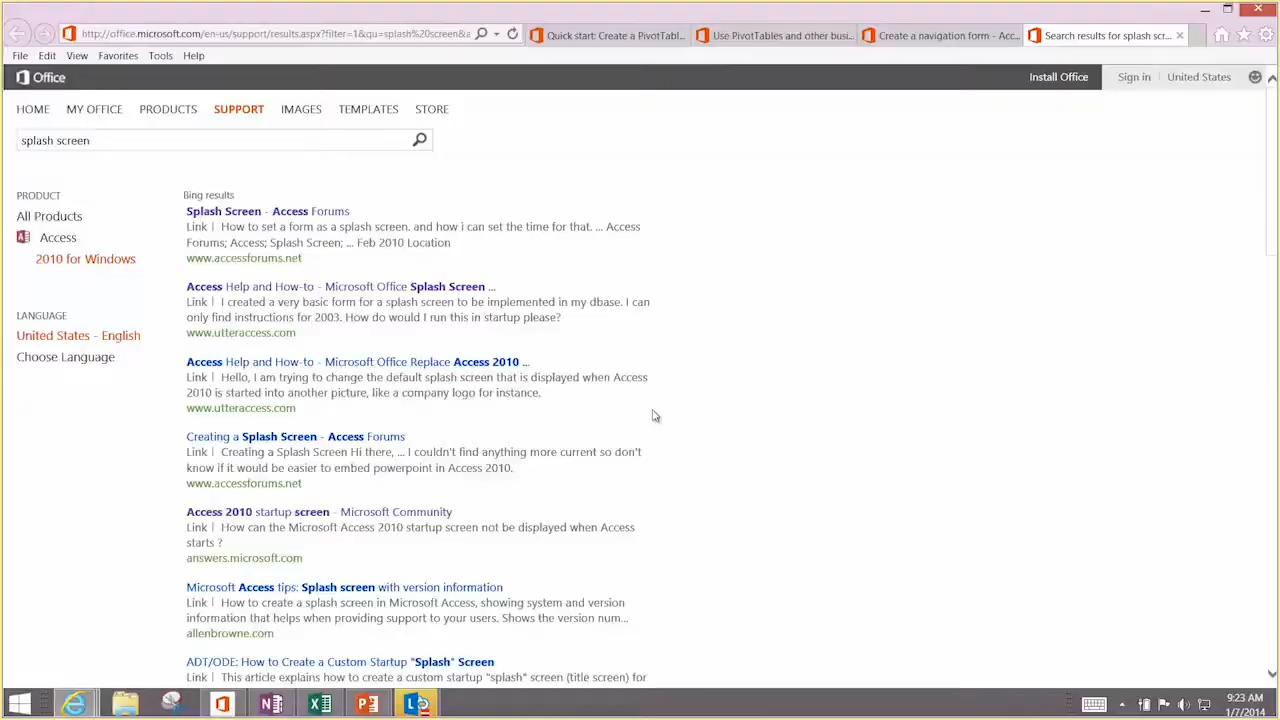 http://office.microsoft.com/en-us/support/results.aspx?filter=1&qu=splash%20screen&a
Quick start: Create a PivotTabl...
Use PivotTables and other busi...
Create a navigation form - Acc...
Search results for splash scr...
File Edit View Favorites Tools Help
Office
Install Office
Sign in
United States
HOME MY OFFICE PRODUCTS SUPPORT IMAGES TEMPLATES STORE
splash screen
PRODUCT
All Products
Access
2010 for Windows
LANGUAGE
United States - English
Choose Language
Bing results
Splash Screen - Access Forums
Link | How to set a form as a splash screen. and how i can set the time for that. ... Access
Forums; Access; Splash Screen; ... Feb 2010 Location
www.accessforums.net
Access Help and How-to - Microsoft Office Splash Screen ...
Link | I created a very basic form for a splash screen to be implemented in my dbase. I can
only find instructions for 2003. How do would I run this in startup please?
www.utteraccess.com
Access Help and How-to - Microsoft Office Replace Access 2010 ...
Link | Hello, I am trying to change the default splash screen that is displayed when Access
2010 is started into another picture, like a company logo for instance.
www.utteraccess.com
Creating a Splash Screen - Access Forums
Link | Creating a Splash Screen Hi there, ... I couldn't find anything more current so don't
know if it would be easier to embed powerpoint in Access 2010.
www.accessforums.net
Access 2010 startup screen - Microsoft Community
Link | How can the Microsoft Access 2010 startup screen not be displayed when Access
starts ?
answers.microsoft.com
Microsoft Access tips: Splash screen with version information
Link | How to create a splash screen in Microsoft Access, showing system and version
information that helps when providing support to your users. Shows the version num...
allenbrowne.com
ADT/ODE: How to Create a Custom Startup "Splash" Screen
Link | This article explains how to create a custom startup "splash" screen (title screen) for
9:23 AM
1/7/2014